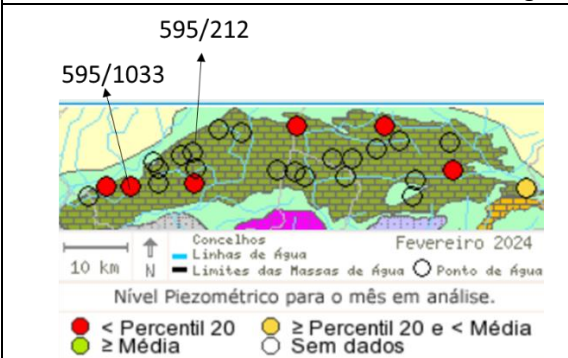 595/212
595/1033
Concelhos
Fevereiro 2024
Linhas de Água
10 km
N
Limites das Massas de Água
Ponto de Água
Nível Piezométrico para o mês em análise.
< Percentil 20
≥ Percentil 20 e < Média
≥ Média
Sem dados